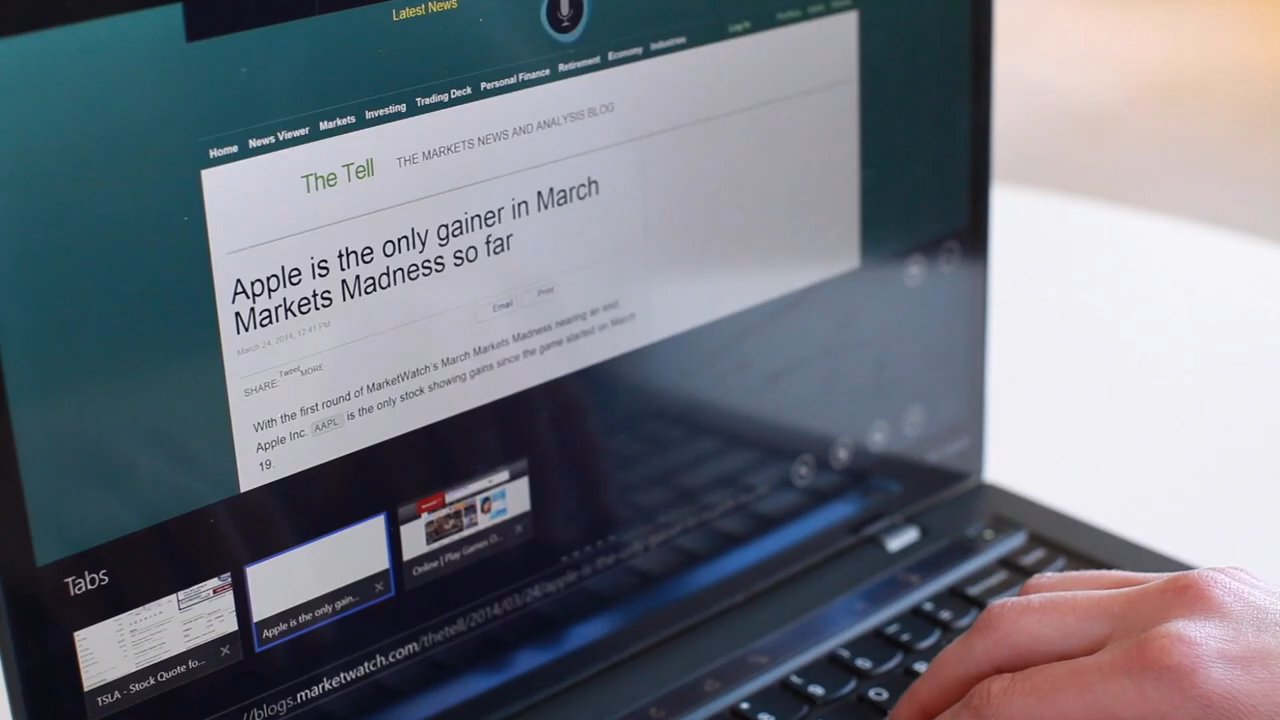 Latest News
Home News Viewer Markets Investing Trading Deck Personal Finance Retirement Economy Industries
Log In
The Tell THE MARKETS NEWS AND ANALYSIS BLOG
Apple is the only gainer in March
Markets Madness so far
March 24, 2014, 12:41 PM
Email Print
SHARE: Tweet MORE
With the first round of MarketWatch's March Markets Madness nearing an end,
Apple Inc. AAPL is the only stock showing gains since the game started on March
19.
Tabs
TSLA - Stock Quote fo...
Apple is the only gain...
Online | Play Games O...
//blogs.marketwatch.com/thetell/2014/03/24/apple-is-the-only-gainer-in